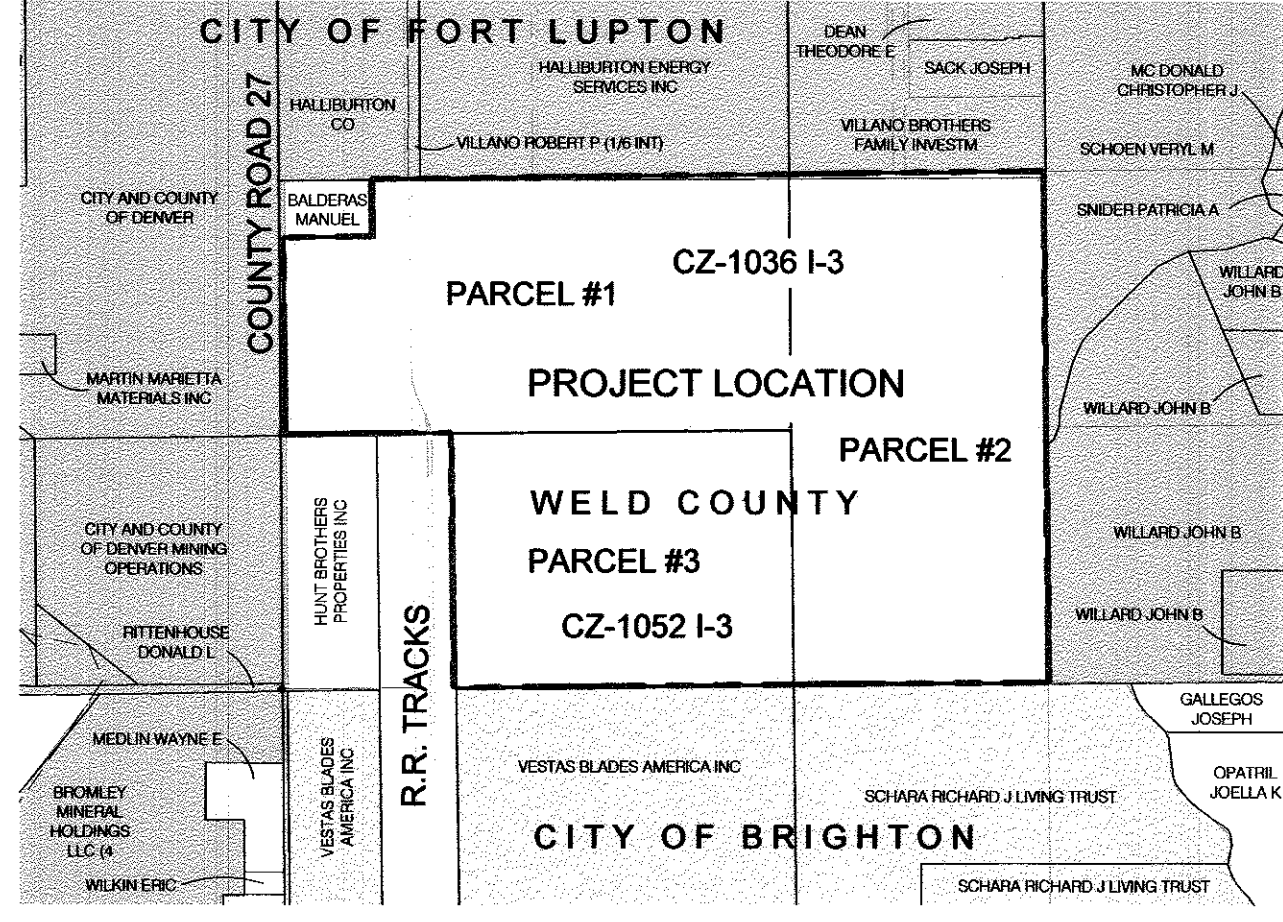 CITY OF FORT LUPTON
DEAN
THEODORE E
HALLIBURTON ENERGY
SERVICES INC
SACK JOSEPH
MC DONALD
CHRISTOPHER J
HALLIBURTON
CO
VILLANO BROTHERS
FAMILY INVESTM
VILLANO ROBERT P (1/6 INT)
SCHOEN VERYL M
COUNTY ROAD 27
CITY AND COUNTY
OF DENVER
BALDERAS
MANUEL
SNIDER PATRICIA A
CZ-1036 I-3
PARCEL #1
WILLARD
JOHN B
PROJECT LOCATION
MARTIN MARIETTA
MATERIALS INC
WILLARD JOHN B
PARCEL #2
WELD COUNTY
CITY AND COUNTY
OF DENVER MINING
OPERATIONS
HUNT BROTHERS
PROPERTIES INC
PARCEL #3
WILLARD JOHN B
CZ-1052 I-3
WILLARD JOHN B
RITTENHOUSE
DONALD L
R.R. TRACKS
GALLEGOS
JOSEPH
MEDLIN WAYNE E
VESTAS BLADES
AMERICA INC
VESTAS BLADES AMERICA INC
OPATRIL
JOELLA K
BROMLEY
MINERAL
HOLDINGS
LLC (4
SCHARA RICHARD J LIVING TRUST
CITY OF BRIGHTON
WILKIN ERIC
SCHARA RICHARD J LIVING TRUST